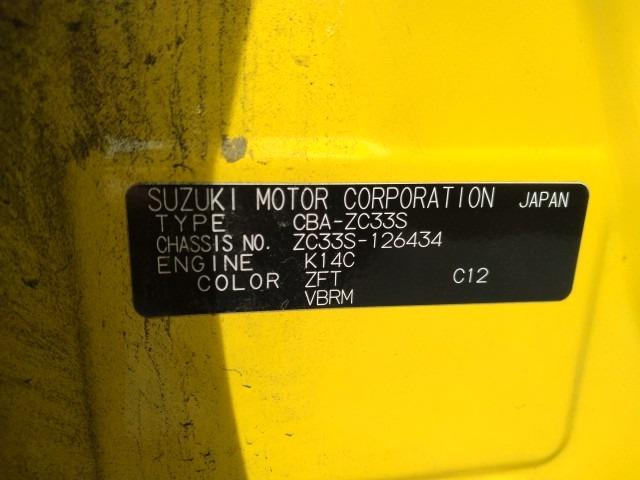 SUZUKI MOTOR CORPORATION JAPAN
TYPE CBA-ZC33S
CHASSIS NO. ZC33S-126434
ENGINE K14C
COLOR ZFT C12
VBRM